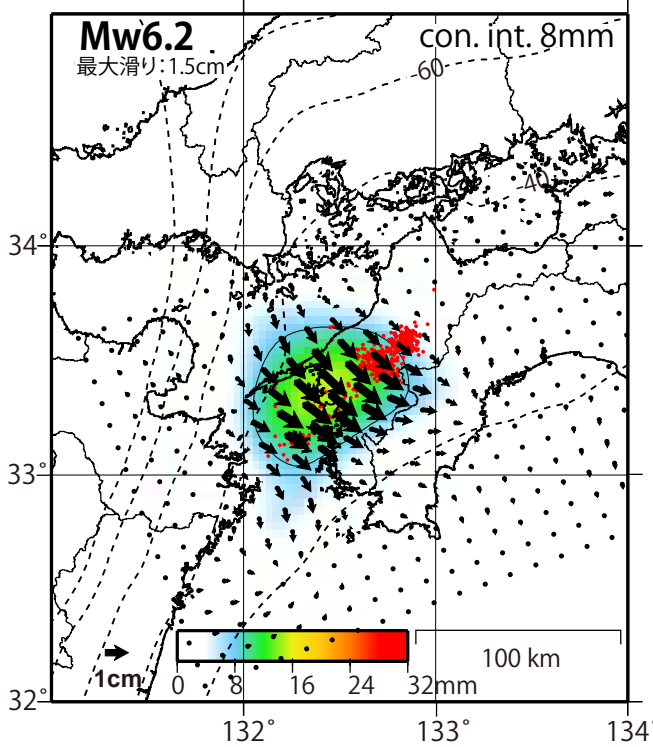 Mw6.2 con. int. 8mm
最大滑り：1.5cm
-60
-40
34°
33°
1cm
100 km
0 8 16 24 32mm
32°
132° 133° 134°